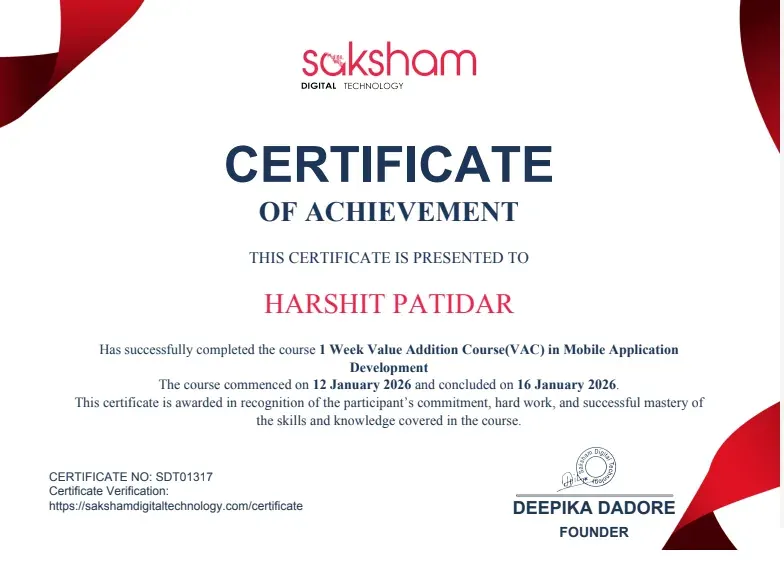 saksham
DIGITAL TECHNOLOGY
CERTIFICATE
OF ACHIEVEMENT
THIS CERTIFICATE IS PRESENTED TO
HARSHIT PATIDAR
Has successfully completed the course 1 Week Value Addition Course(VAC) in Mobile Application
Development
The course commenced on 12 January 2026 and concluded on 16 January 2026.
This certificate is awarded in recognition of the participant's commitment, hard work, and successful mastery of
the skills and knowledge covered in the course.
CERTIFICATE NO: SDT01317
Certificate Verification:
https://sakshamdigitaltechnology.com/certificate
Saksham Digital Technology
DEEPIKA DADORE
FOUNDER